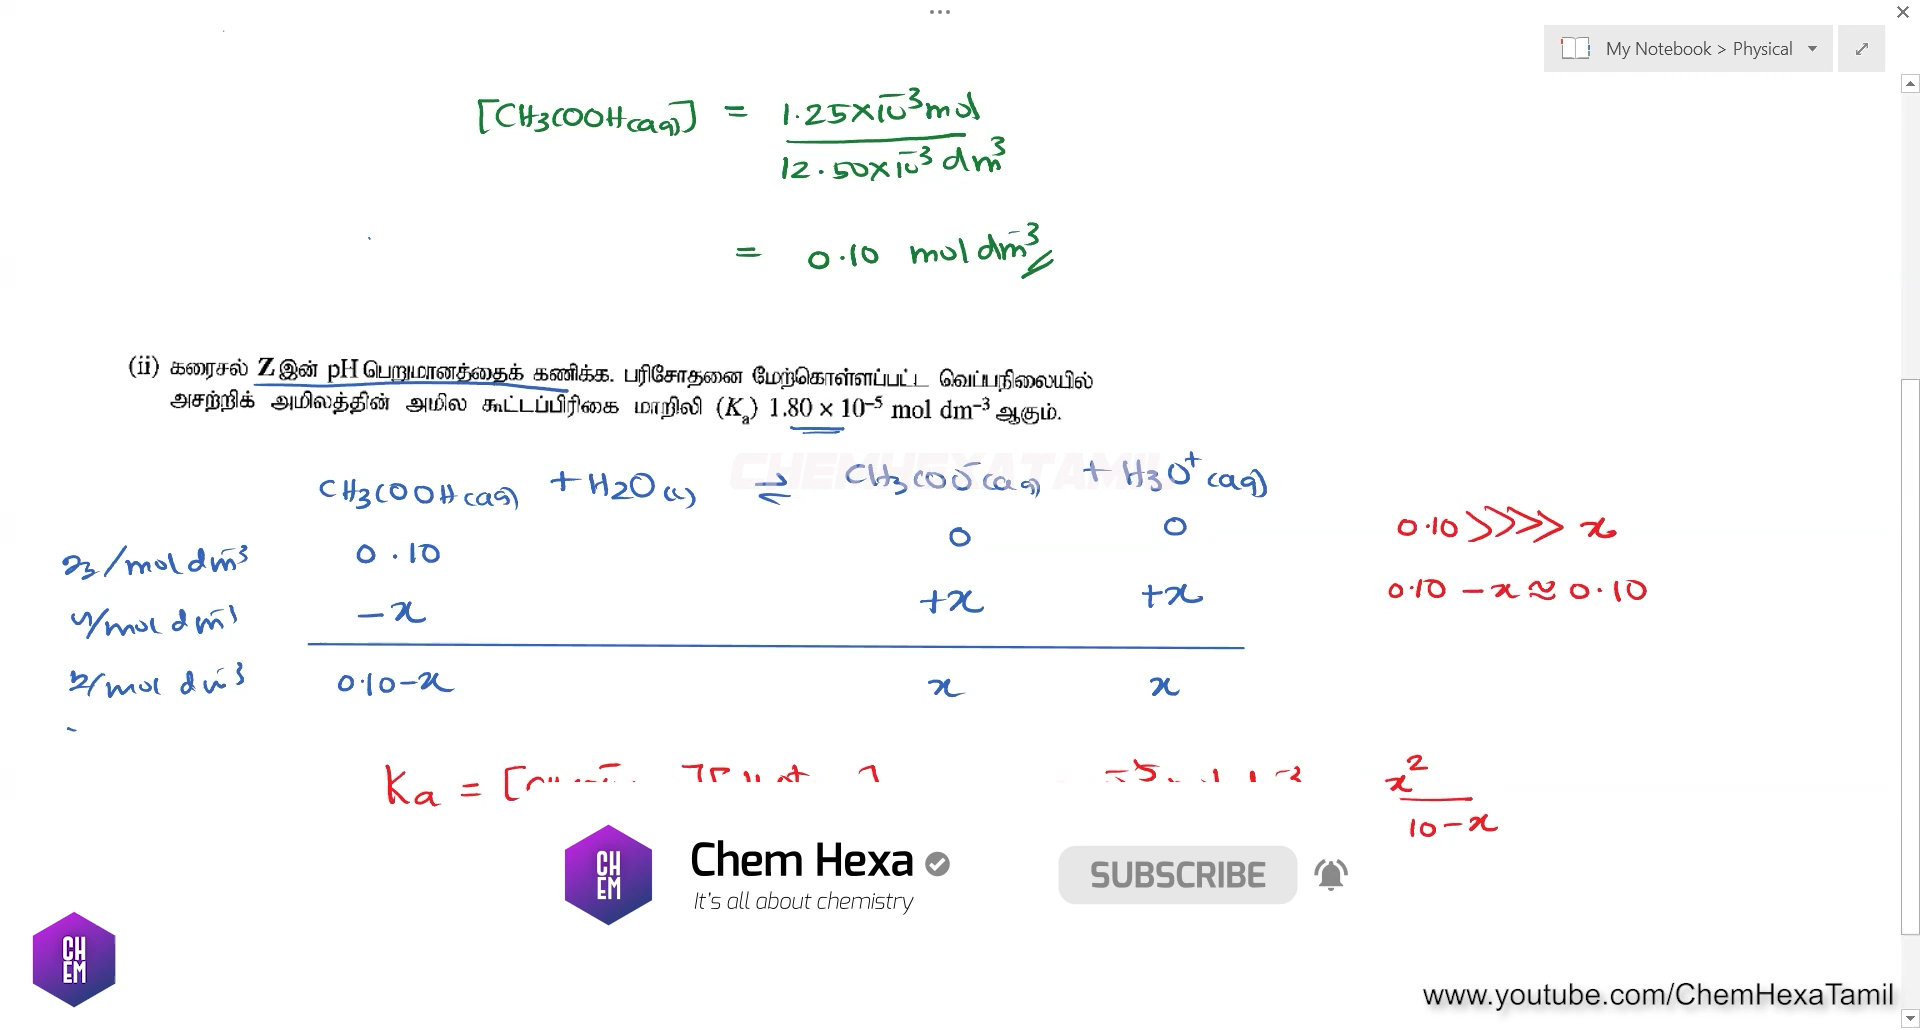 My Notebook > Physical
[CH3COOH(aq)] = 1.25×10⁻³ mol
12.50×10⁻³ dm³
= 0.10 mol dm⁻³
(ii) கரைசல் Z இன் pH பெறுமானத்தைக் கணிக்க. பரிசோதனை மேற்கொள்ளப்பட்ட வெப்பநிலையில்
அசற்றிக் அமிலத்தின் அமில கூட்டப்பிரிகை மாறிலி (Kₐ) 1.80 × 10⁻⁵ mol dm⁻³ ஆகும்.
CHEMHEXATAMIL
CH3COOH(aq) + H2O(l) ⇌ CH3COO⁻(aq) + H3O⁺(aq)
/mol dm⁻³ 0.10 0 0
/mol dm⁻³ -x +x +x
/mol dm⁻³ 0.10-x x x
0.10 >>>> x
0.10 - x ≈ 0.10
Ka = [
x²
10-x
CH
EM
Chem Hexa
It's all about chemistry
SUBSCRIBE
CH
EM
www.youtube.com/ChemHexaTamil